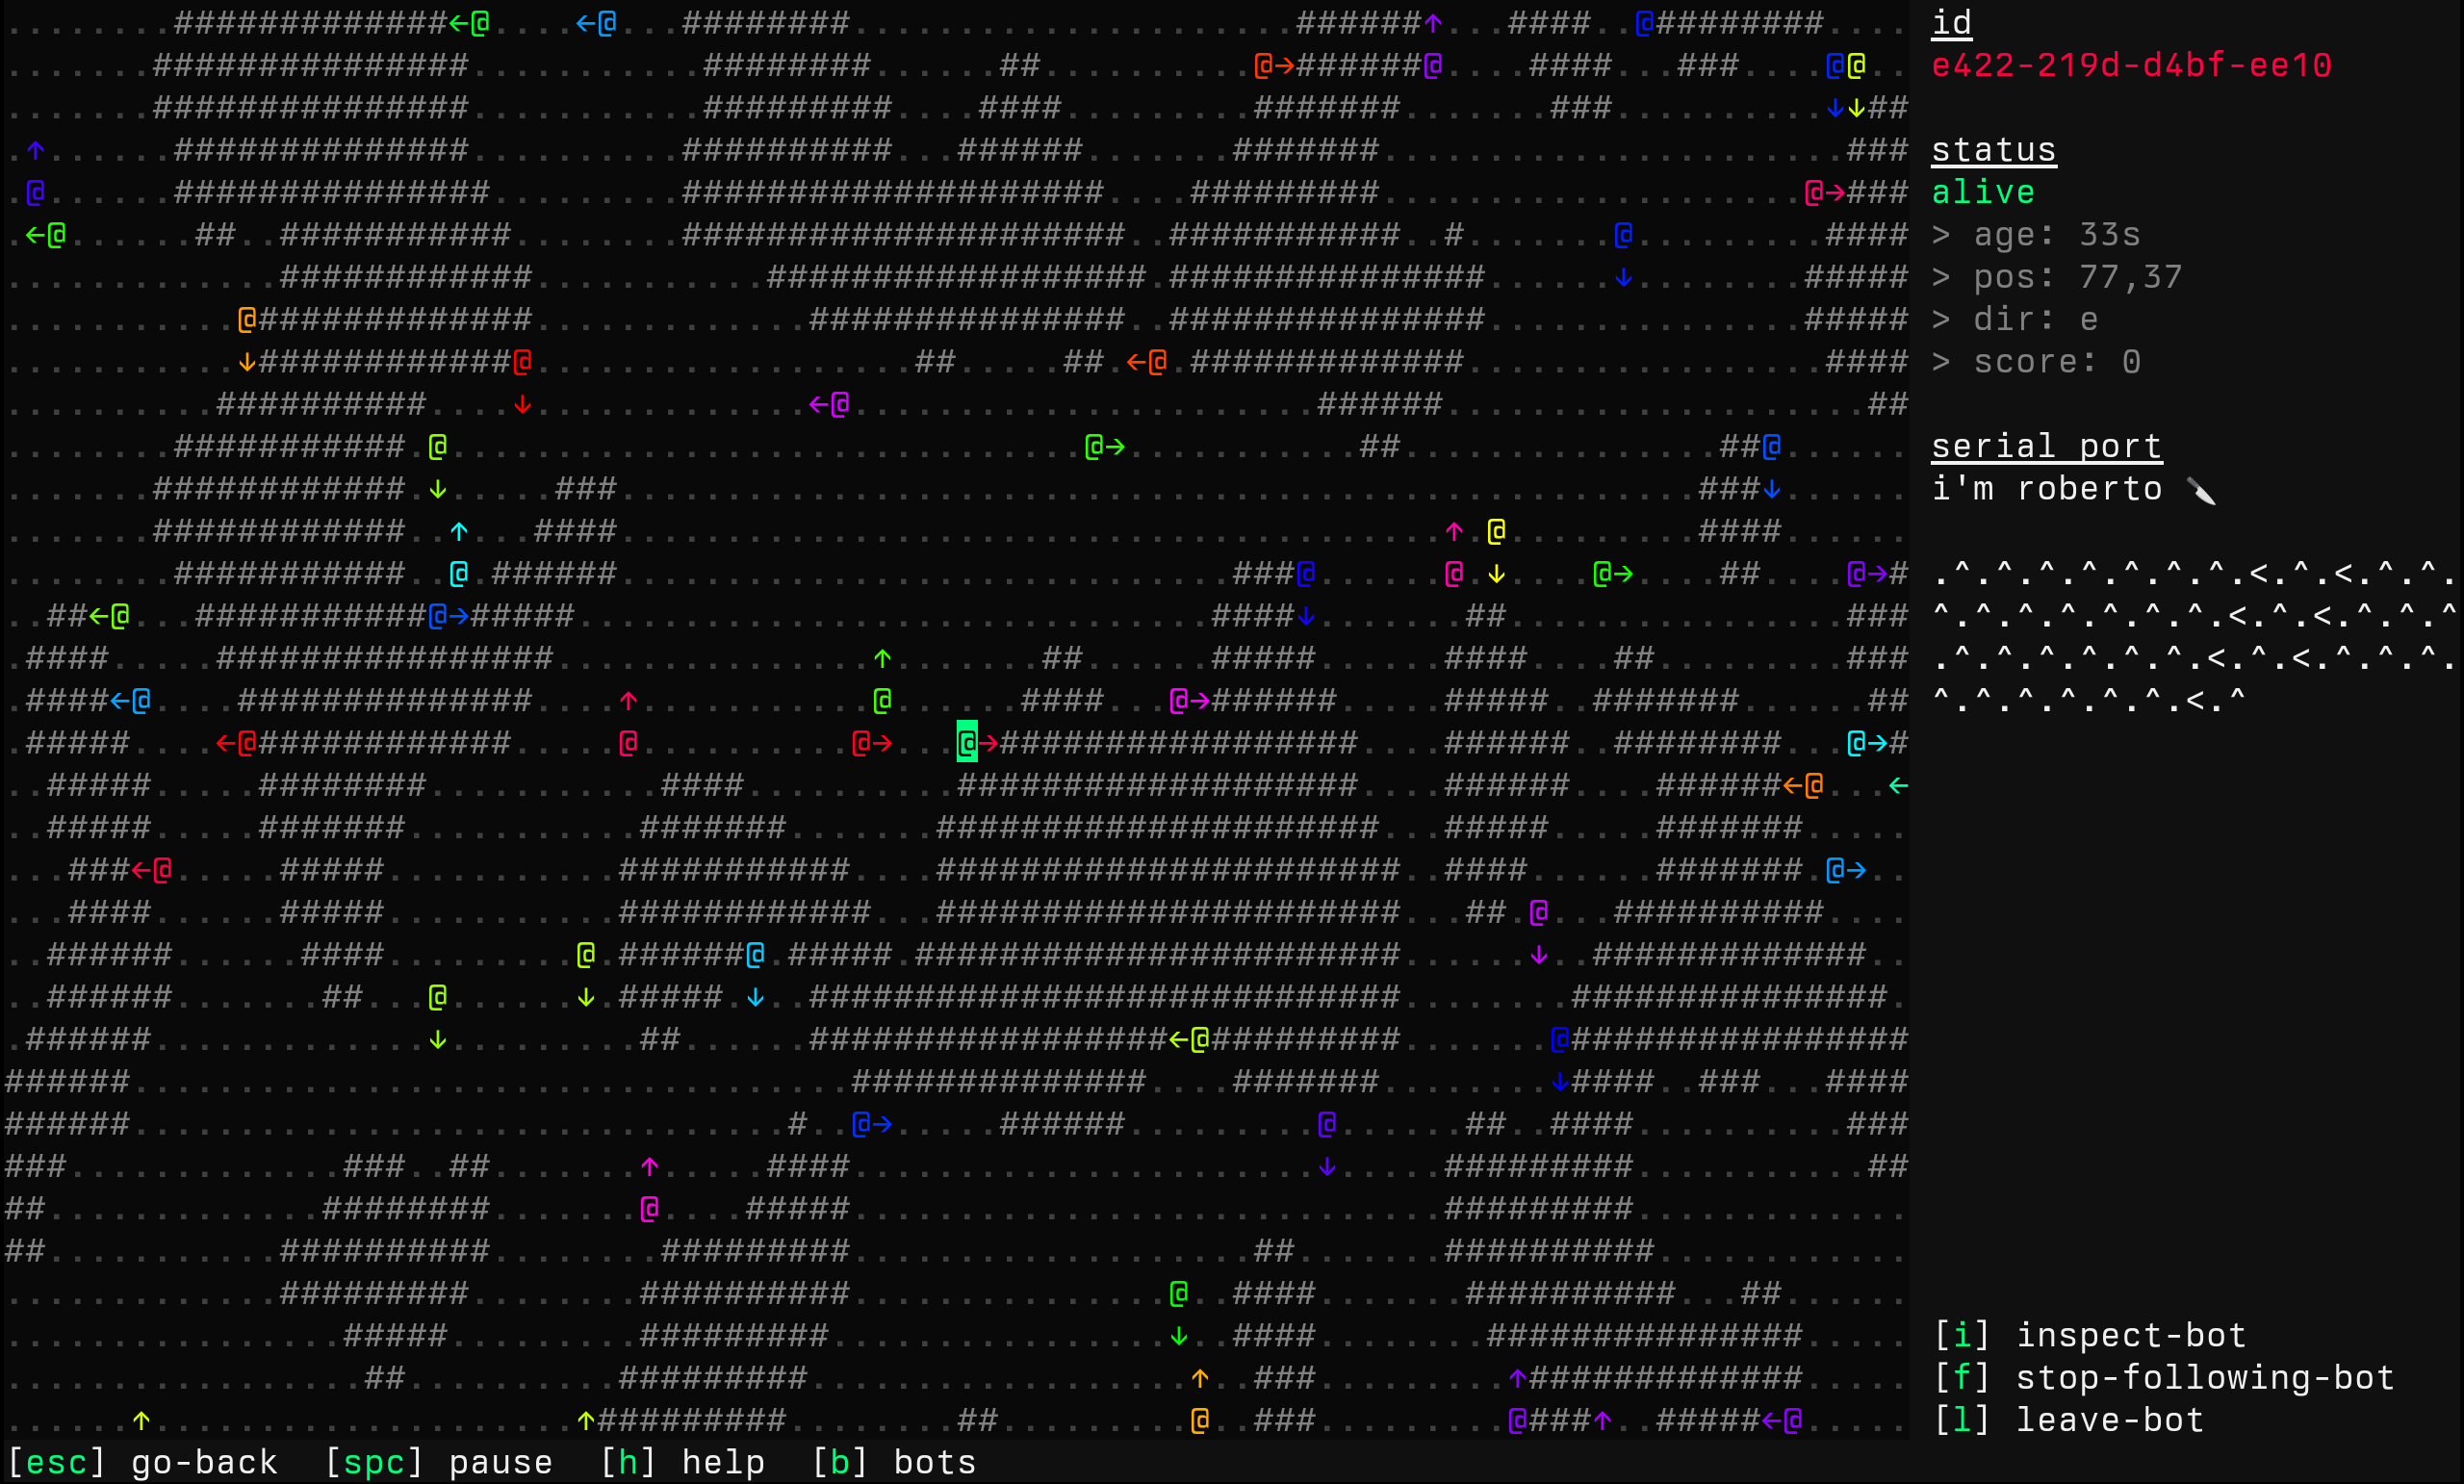 id
e422-219d-d4bf-ee10
status
alive
> age: 33s
> pos: 77,37
> dir: e
> score: 0
serial port
i'm roberto 🔪
.^.^.^.^.^.^.^.<.^.<.^.^.
^.^.^.^.^.^.^.<.^.<.^.^.^
.^.^.^.^.^.^.<.^.<.^.^.^.
^.^.^.^.^.^.<.^
[i] inspect-bot
[f] stop-following-bot
[l] leave-bot
[esc] go-back [spc] pause [h] help [b] bots